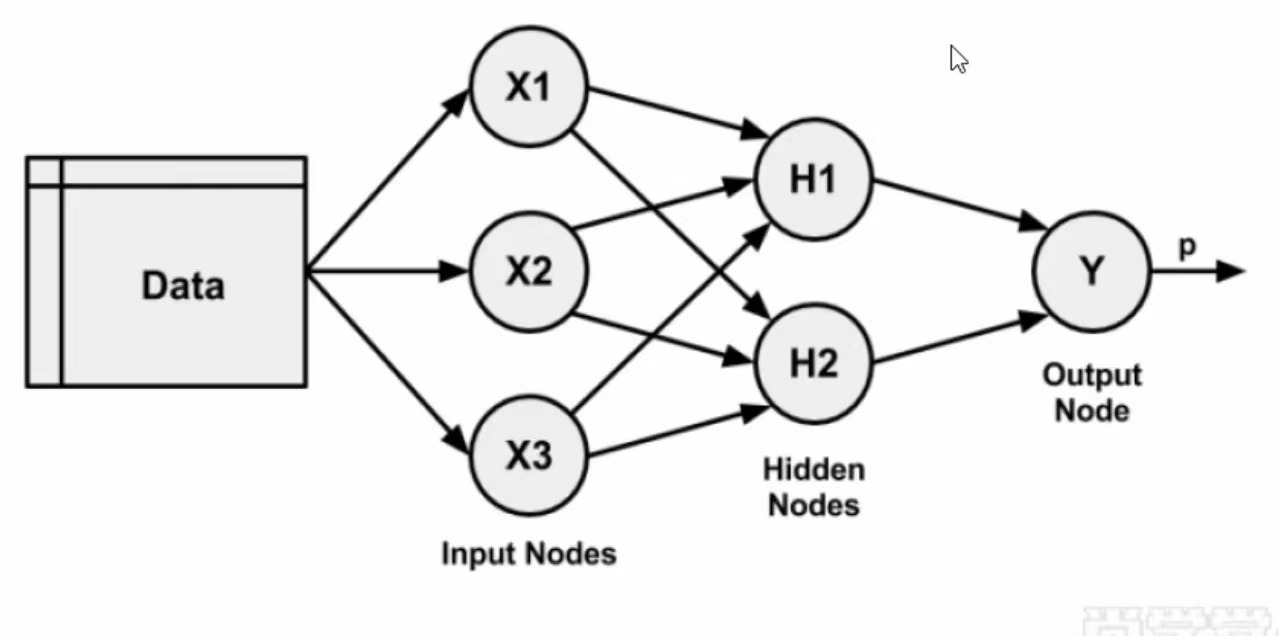 X1
H1
p
Data
X2
Y
H2
Output
Node
X3
Hidden
Nodes
Input Nodes